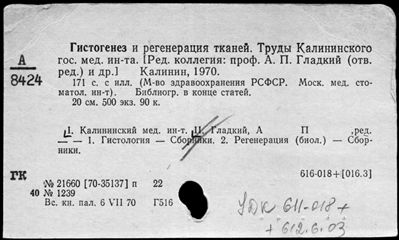 Гистогенез и регенерация тканей. Труды Калининского
гос. мед. ин-та. [Ред. коллегия: проф. А. П. Гладкий (отв.
ред.) и др.] Калинин, 1970.
А
8424
171 с. с илл. (М-во здравоохранения РСФСР. Моск. мед. сто-
матол. ин-т). Библиогр. в конце статей.
20 см. 500 экз. 90 к.
I. Калининский мед. ин-т. II. Гладкий, А П ,ред.
— 1. Гистология — Сборники. 2. Регенерация (биол.) — Сбор-
ники.
616-018+[016.3]
ГК
№ 21660 [70-35137] п 22
40 № 1239
Вс. кн. пал. 6 VII 70 Г516
УДК 611-018+
+612.6.03